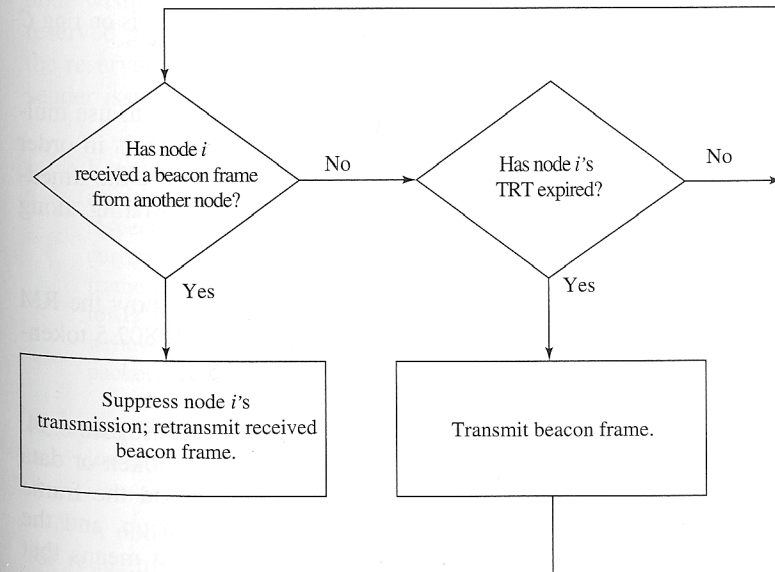 Has node i
received a beacon frame
from another node?
No
Has node i's
TRT expired?
No
Yes
Yes
Suppress node i's
transmission; retransmit received
beacon frame.
Transmit beacon frame.